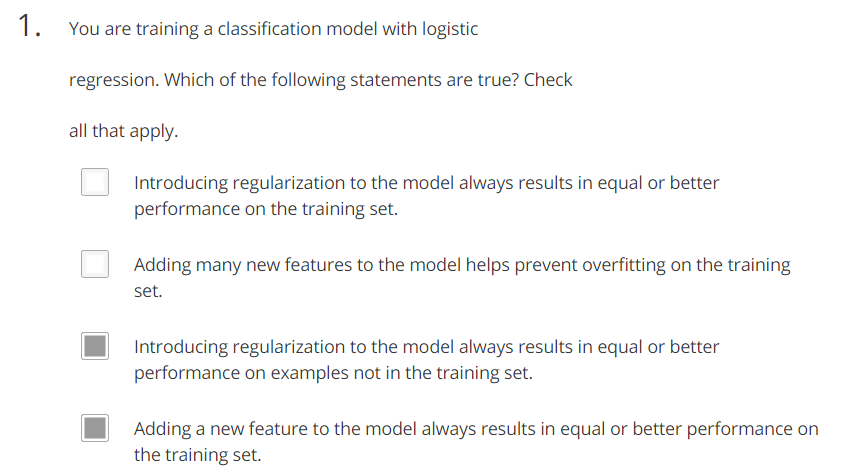 1. You are training a classification model with logistic
regression. Which of the following statements are true? Check
all that apply.
Introducing regularization to the model always results in equal or better
performance on the training set.
Adding many new features to the model helps prevent overfitting on the training
set.
Introducing regularization to the model always results in equal or better
performance on examples not in the training set.
Adding a new feature to the model always results in equal or better performance on
the training set.